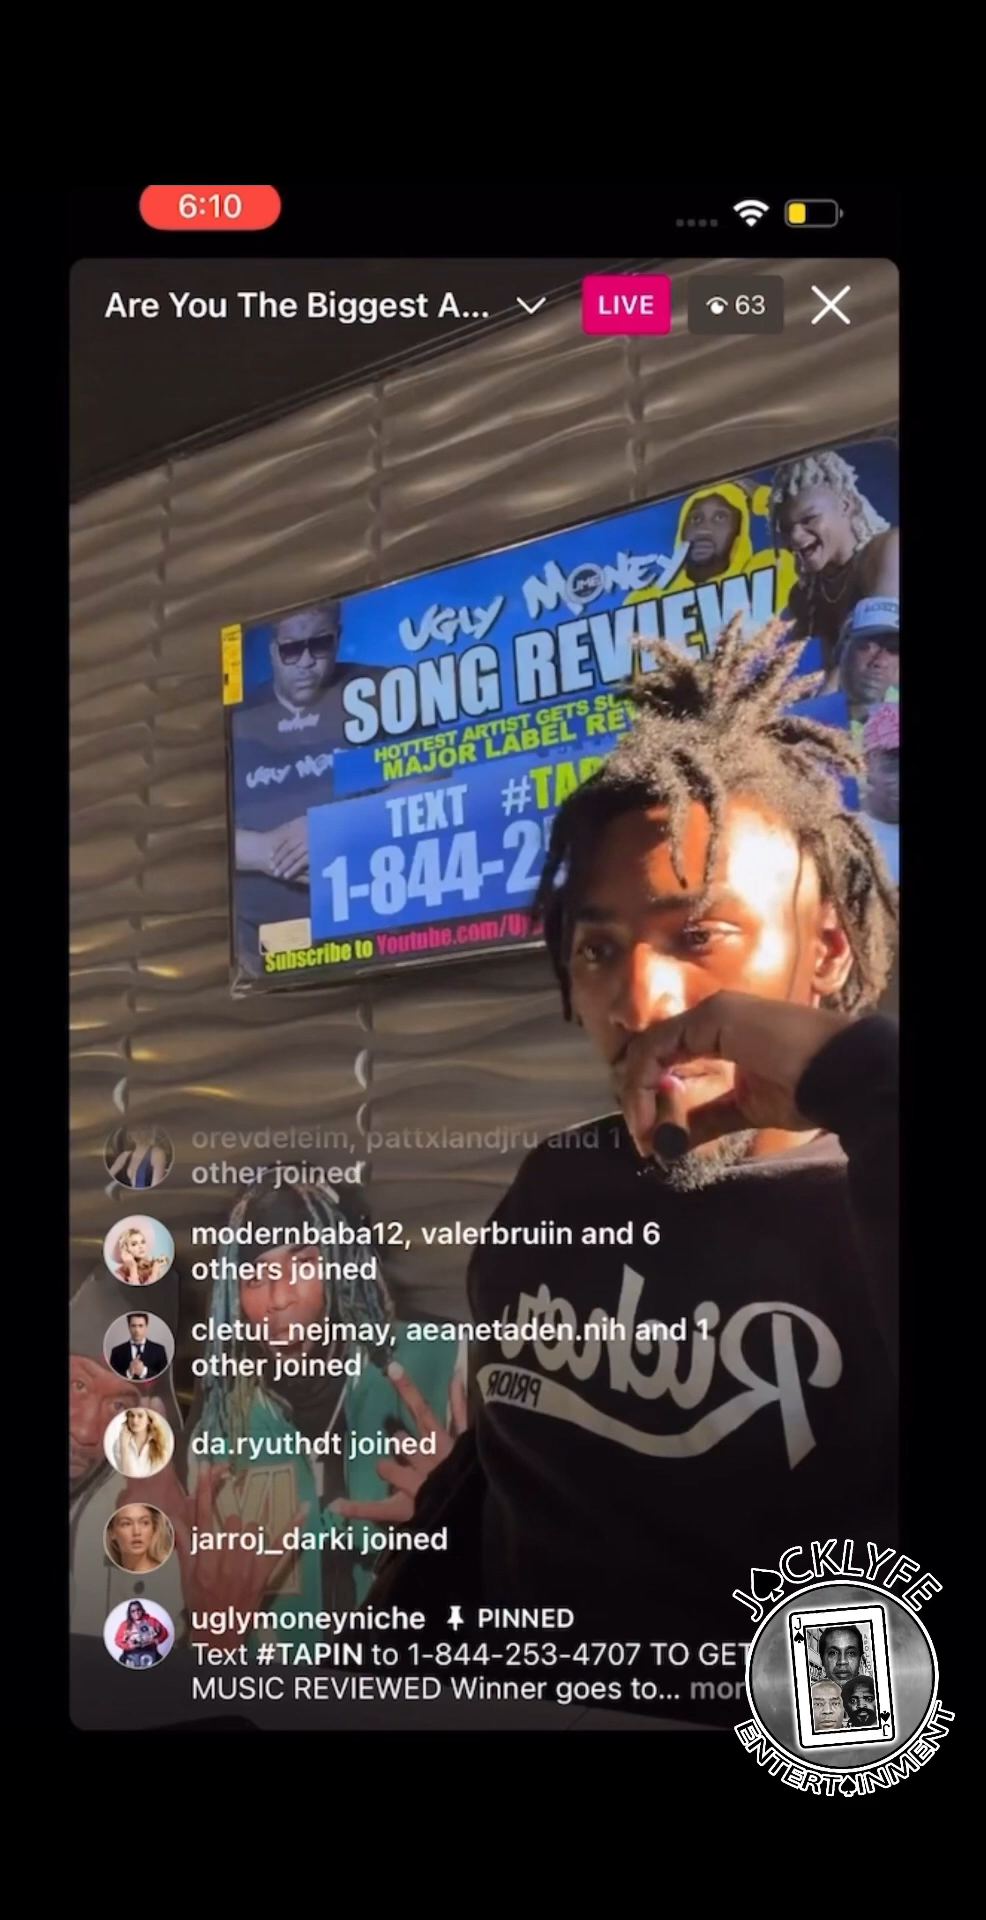 6:10
Are You The Biggest A...
LIVE
63
UGLY MONEY
SONG REVIEW
HOTTEST ARTIST GETS
MAJOR LABEL
TEXT
1-844-2
Subscribe to Youtube.com/
UGLY
orevdeleim, pattxlandjru and 1
other joined
modernbaba12, valerbruiin and 6
others joined
cletui_nejmay, aeanetaden.nih and 1
other joined
Richer
PRIOR
da.ryuthdt joined
jarroj_darki joined
uglymoneyniche PINNED
Text #TAPIN to 1-844-253-4707 TO GET
MUSIC REVIEWED Winner goes to...
JACKLYFE
ENTERTAINMENT